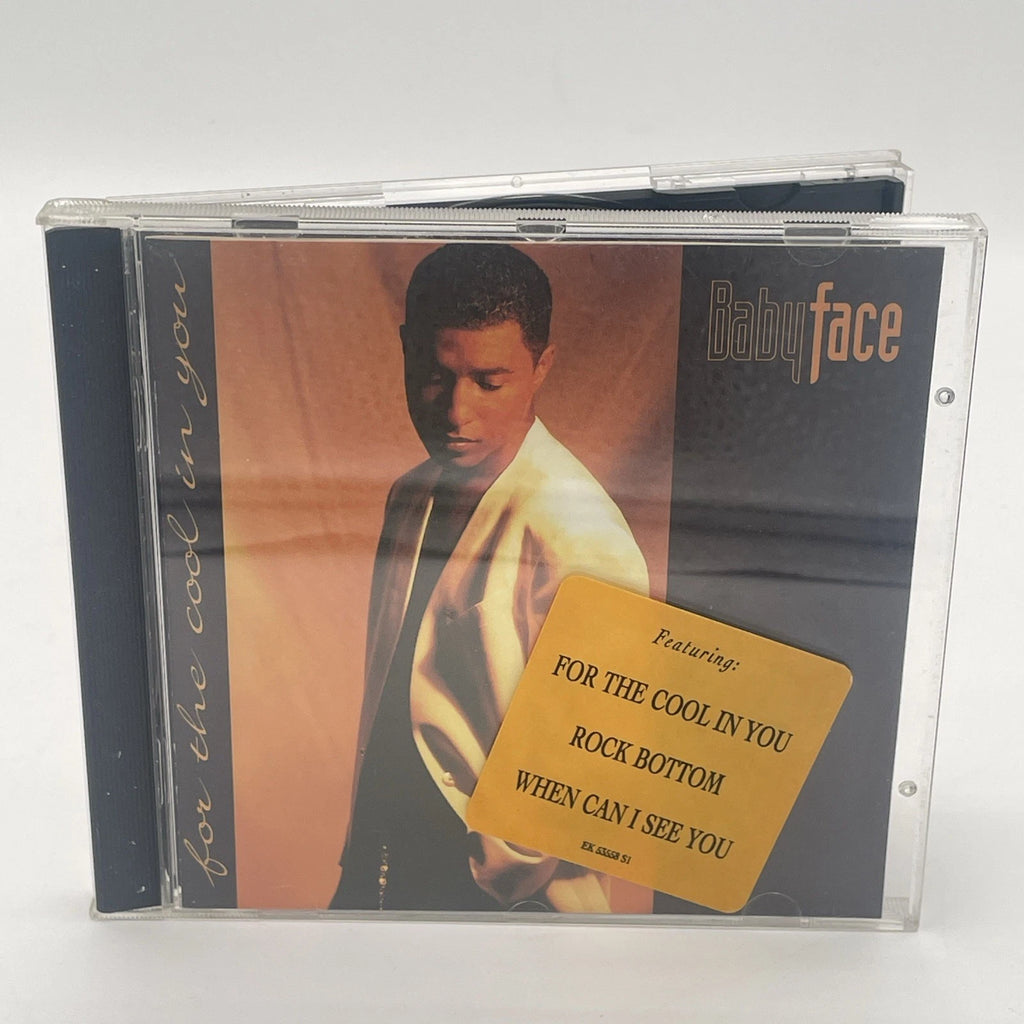 for the cool in you
Babyface
Featuring:
FOR THE COOL IN YOU
ROCK BOTTOM
WHEN CAN I SEE YOU
EK 53558 S1